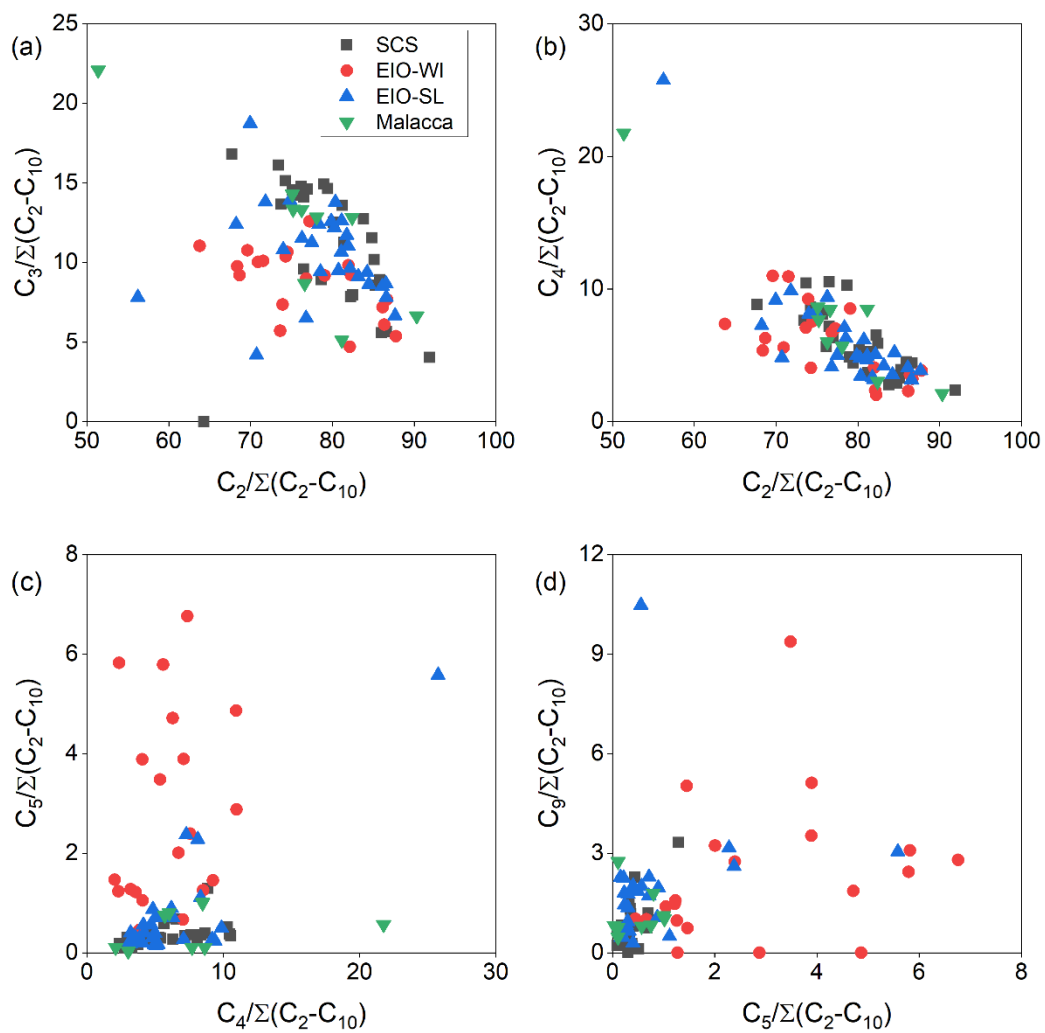 (a)
25
20
15
10
5
0
C₃/Σ(C₂-C₁₀)
SCS
EIO-WI
EIO-SL
Malacca
50 60 70 80 90 100
C₂/Σ(C₂-C₁₀)
(b)
30
20
10
0
C₄/Σ(C₂-C₁₀)
50 60 70 80 90 100
C₂/Σ(C₂-C₁₀)
(c)
8
6
4
2
0
C₅/Σ(C₂-C₁₀)
0 10 20 30
C₄/Σ(C₂-C₁₀)
(d)
12
9
6
3
0
C₉/Σ(C₂-C₁₀)
0 2 4 6 8
C₅/Σ(C₂-C₁₀)